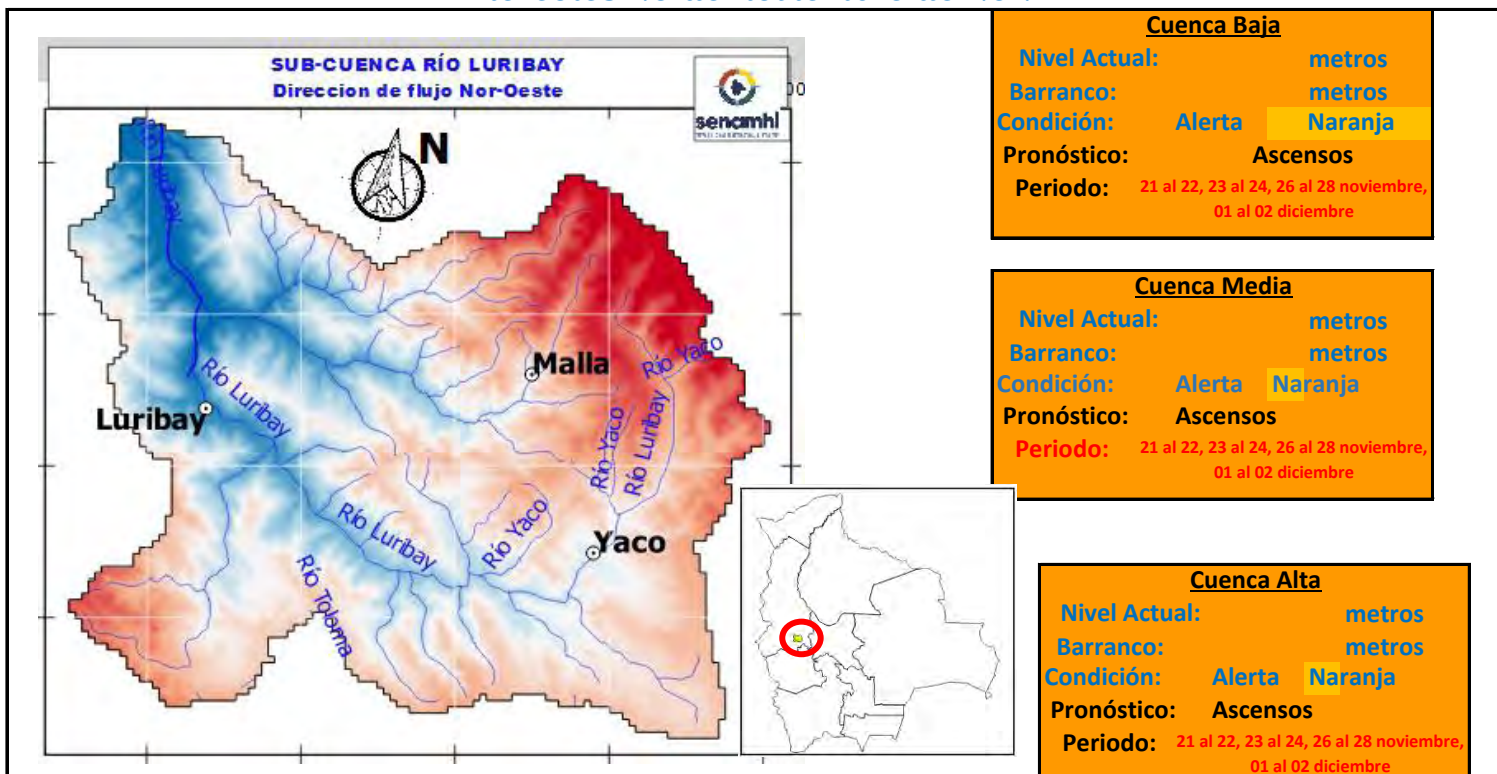 SUB-CUENCA RÍO LURIBAY
Direccion de flujo Nor-Oeste
senamhi
00
N
Río Luribay
Malla
Río Yaco
Luribay
Río Luribay
Río Yaco
Río Luribay
Río Luribay
Río Yaco
Yaco
Río Tolama
Cuenca Baja
Nivel Actual: metros
Barranco: metros
Condición: Alerta Naranja
Pronóstico: Ascensos
Periodo: 21 al 22, 23 al 24, 26 al 28 noviembre,
01 al 02 diciembre
Cuenca Media
Nivel Actual: metros
Barranco: metros
Condición: Alerta Naranja
Pronóstico: Ascensos
Periodo: 21 al 22, 23 al 24, 26 al 28 noviembre,
01 al 02 diciembre
Cuenca Alta
Nivel Actual: metros
Barranco: metros
Condición: Alerta Naranja
Pronóstico: Ascensos
Periodo: 21 al 22, 23 al 24, 26 al 28 noviembre,
01 al 02 diciembre